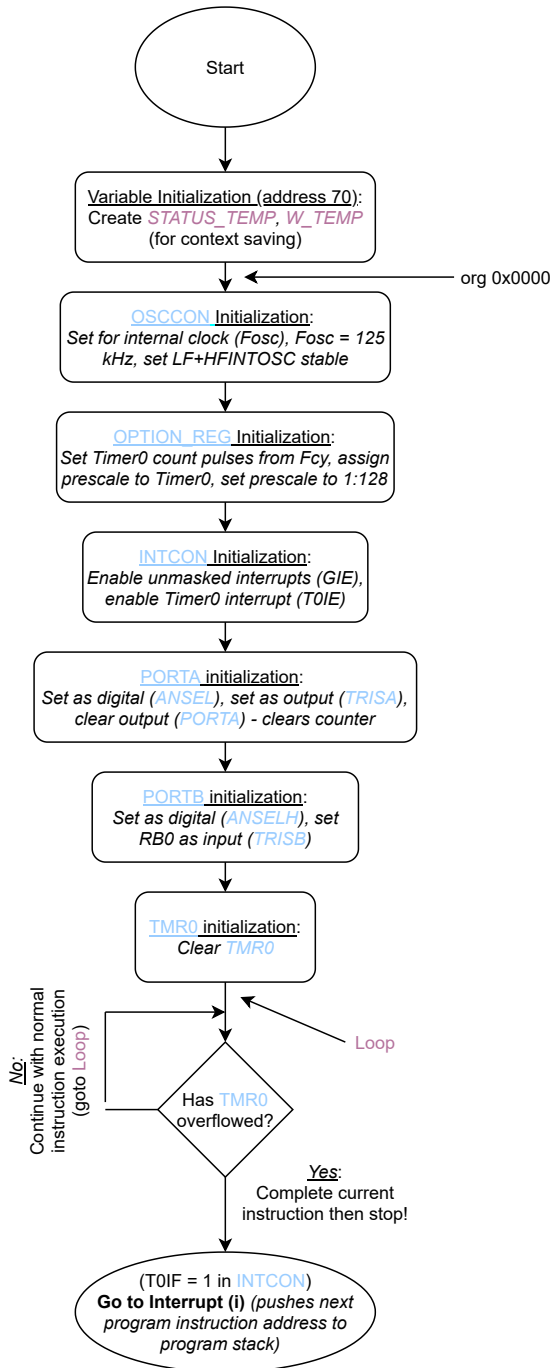 Start
Variable Initialization (address 70):
Create STATUS_TEMP, W_TEMP
(for context saving)
org 0x0000
OSCCON Initialization:
Set for internal clock (Fosc), Fosc = 125
kHz, set LF+HFINTOSC stable
OPTION_REG Initialization:
Set Timer0 count pulses from Fcy, assign
prescale to Timer0, set prescale to 1:128
INTCON Initialization:
Enable unmasked interrupts (GIE),
enable Timer0 interrupt (T0IE)
PORTA initialization:
Set as digital (ANSEL), set as output (TRISA),
clear output (PORTA) - clears counter
PORTB initialization:
Set as digital (ANSELH), set
RB0 as input (TRISB)
TMR0 initialization:
Clear TMR0
Loop
No:
Continue with normal
instruction execution
(goto Loop)
Has TMR0
overflowed?
Yes:
Complete current
instruction then stop!
(T0IF = 1 in INTCON)
Go to Interrupt (i) (pushes next
program instruction address to
program stack)